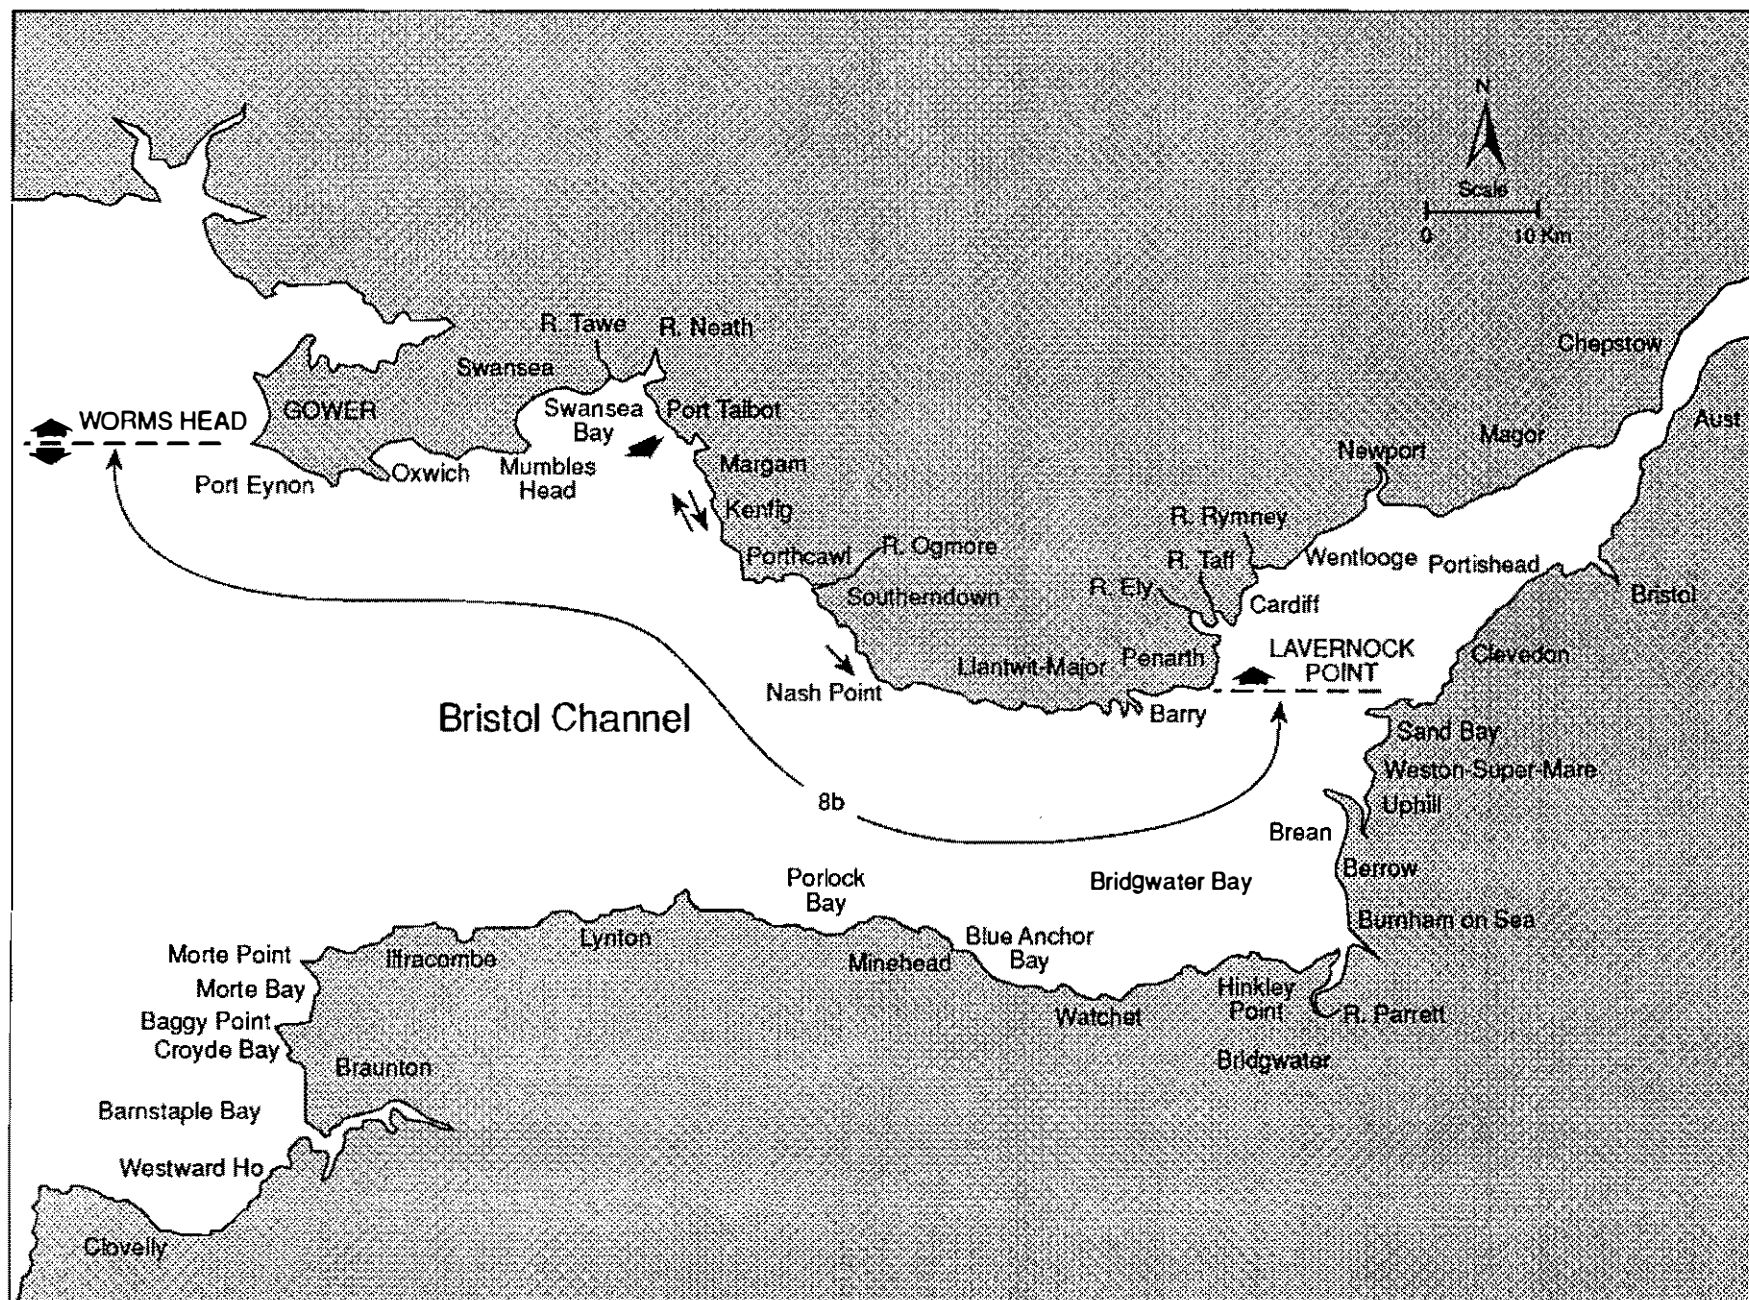 N
Scale
0 10 Km
R. Tawe
R. Neath
Chepstow
Swansea
WORMS HEAD
GOWER
Swansea
Bay
Port Talbot
Aust
Magor
Newport
Port Eynon
Oxwich
Mumbles
Head
Margam
Kenfig
R. Rymney
Porthcawl
R. Ogmore
R. Taff
Wentlooge
Portishead
R. Ely
Southerndown
Cardiff
Bristol
Llantwit-Major
Penarth
LAVERNOCK
POINT
Clevedon
Nash Point
Bristol Channel
Barry
Sand Bay
Weston-Super-Mare
8b
Uphill
Brean
Berrow
Porlock
Bay
Bridgwater Bay
Burnham on Sea
Lynton
Blue Anchor
Bay
Morte Point
Ilfracombe
Minehead
Morte Bay
Hinkley
Point
Watchet
R. Parrett
Baggy Point
Croyde Bay
Braunton
Bridgwater
Barnstaple Bay
Westward Ho
Clovelly